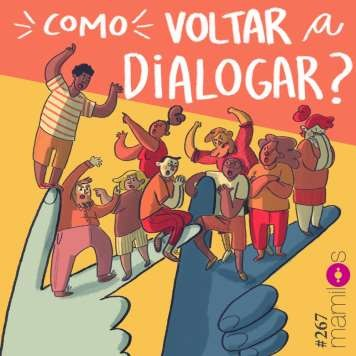 COMO VOLTAR a
DIALOGAR?
#267
mamilos